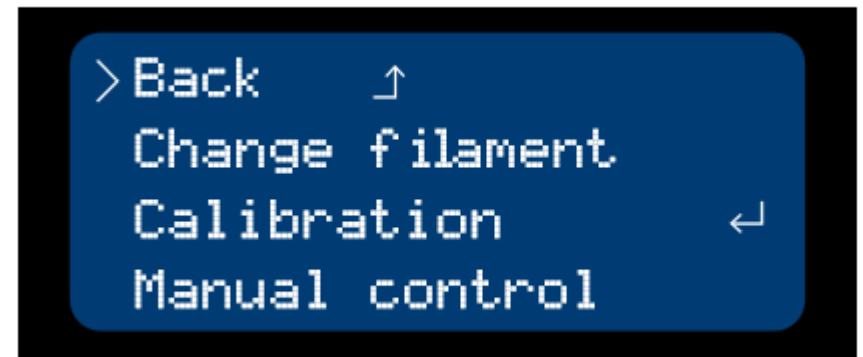 >Back ⤴
Change filament
Calibration ↵
Manual control